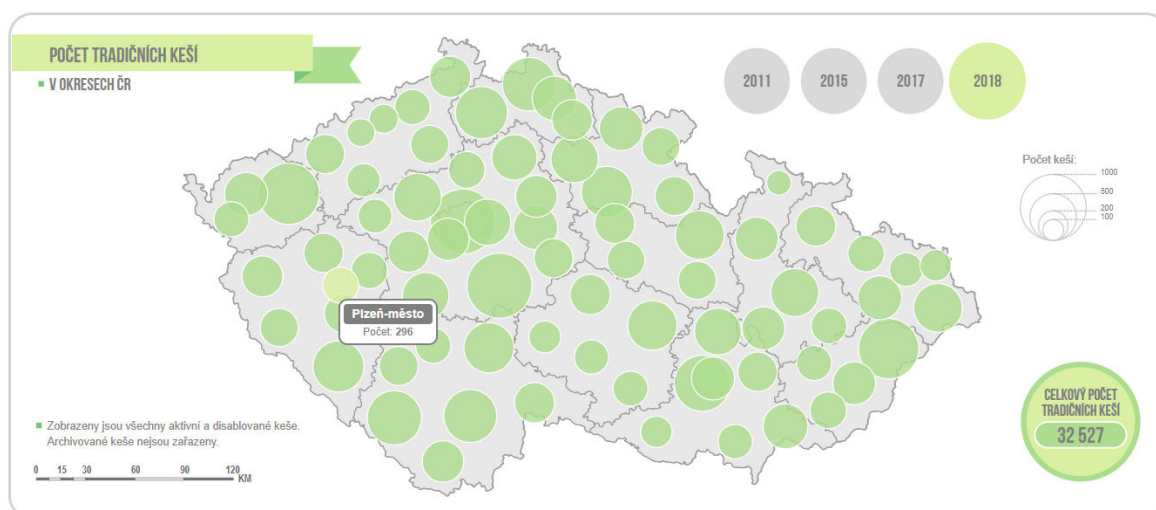 POČET TRADIČNÍCH KEŠÍ
V OKRESECH ČR
2011
2015
2017
2018
Počet keší:
1000
500
200
100
Plzeň-město
Počet: 296
Zobrazeny jsou všechny aktivní a disablované keše.
Archivované keše nejsou zařazeny.
0 15 30 60 90 120
KM
CELKOVÝ POČET
TRADIČNÍCH KEŠÍ
32 527